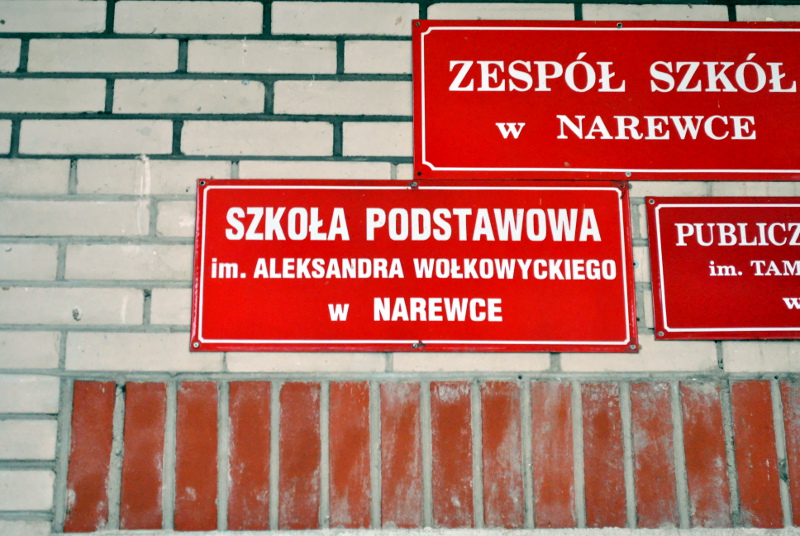 ZESPÓŁ SZKÓŁ
w NAREWCE
SZKOŁA PODSTAWOWA
im. ALEKSANDRA WOŁKOWYCKIEGO
w NAREWCE
PUBLICZ
im. TAM
w